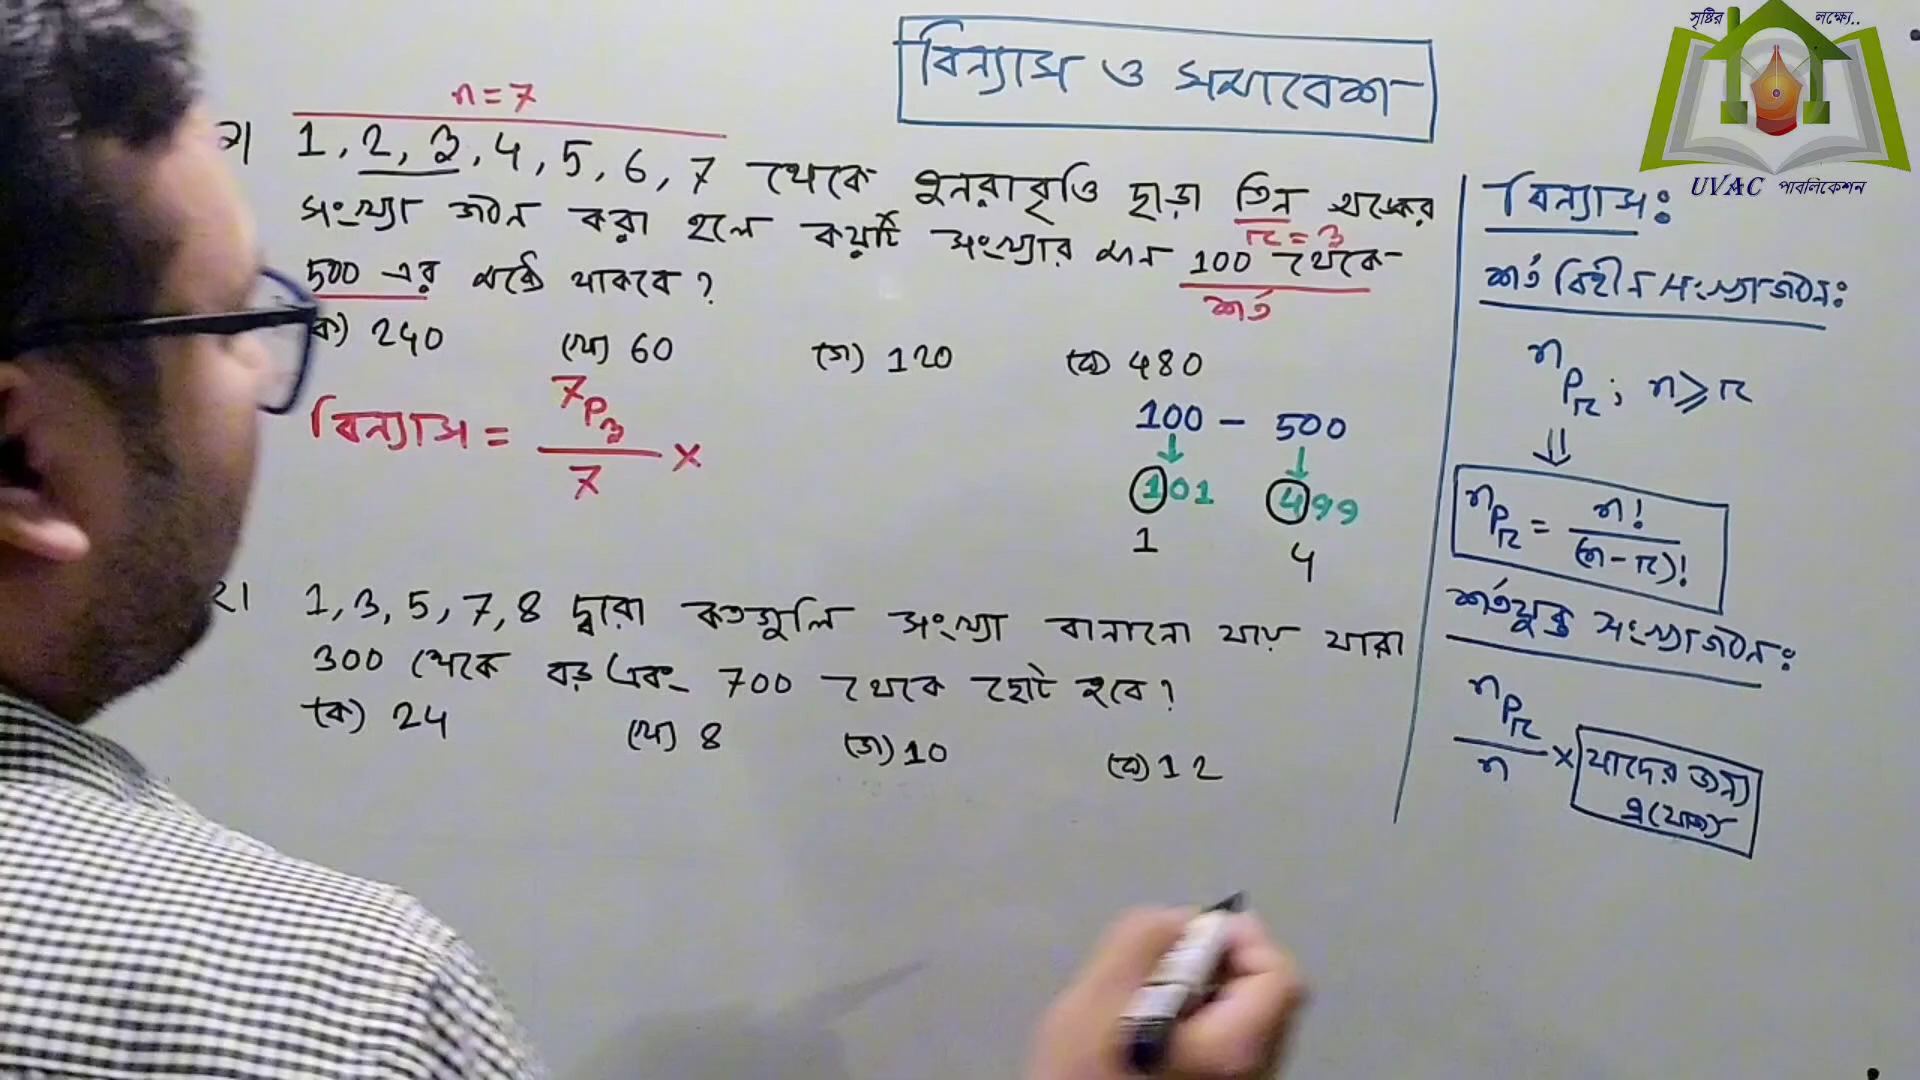 বিন্যাস ও সমাবেশ
সৃষ্টির লক্ষ্যে..
UVAC পাবলিকেশন
n=7
1, 2, 3, 4, 5, 6, 7 থেকে পুনরাবৃত্তি ছাড়া তিন অঙ্কের
r = 3
সংখ্যা গঠন করা হলে কয়টি সংখ্যার মান 100 থেকে
500 এর মধ্যে থাকবে?
শর্ত
(ক) 240 (খ) 60 (গ) 120 (ঘ) 480
বিন্যাস = 7P3 / 7 ×
100 – 500
↓ ↓
101 499
1 4
২। 1, 3, 5, 7, 8 দ্বারা কতগুলি সংখ্যা বানানো যায় যারা
300 থেকে বড় এবং 700 থেকে ছোট হবে?
(ক) 24 (খ) 8 (গ) 10 (ঘ) 12
বিন্যাস:
শর্ত বিহীন সংখ্যা গঠন:
nPr ; n ≥ r
⇓
nPr = n! / (n-r)!
শর্তযুক্ত সংখ্যা গঠন:
nPr / n × যাদের জন্য
প্রযোজ্য